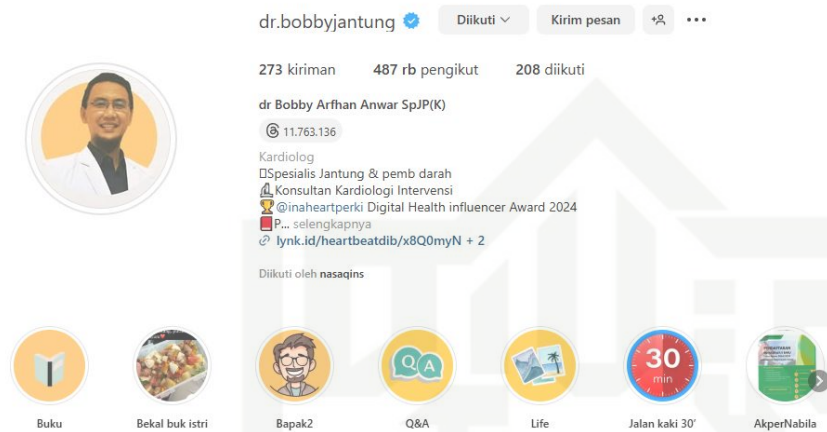 dr.bobbyjantung Diikuti Kirim pesan
273 kiriman 487 rb pengikut 208 diikuti
dr Bobby Arfhan Anwar SpJP(K)
11.763.136
Kardiolog
Spesialis Jantung & pemb darah
Konsultan Kardiologi Intervensi
@inaheartperki Digital Health influencer Award 2024
P... selengkapnya
lynk.id/heartbeatdib/x8Q0myN + 2
Diikuti oleh nasaqins
Q A
30
min
Buku Bekal buk istri Bapak2 Q&A Life Jalan kaki 30' AkperNabila